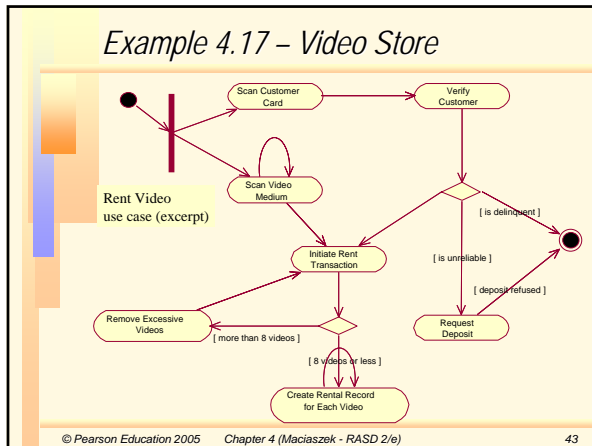 Example 4.17 – Video Store
Scan Customer
Card
Verify
Customer
Scan Video
Medium
Rent Video
use case (excerpt)
[ is delinquent ]
Initiate Rent
Transaction
[ is unreliable ]
[ deposit refused ]
Remove Excessive
Videos
Request
Deposit
[ more than 8 videos ]
[ 8 videos or less ]
Create Rental Record
for Each Video
© Pearson Education 2005 Chapter 4 (Maciaszek - RASD 2/e) 43